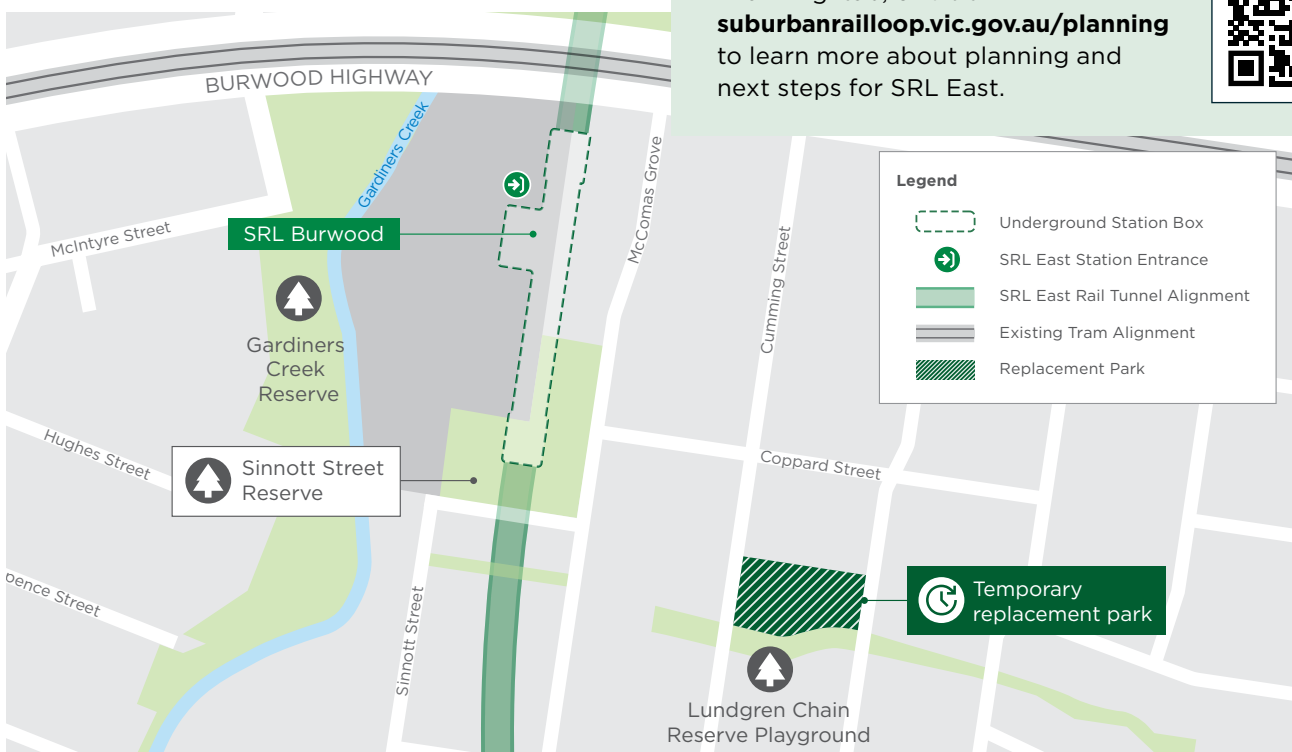 suburbanrailloop.vic.gov.au/planning
to learn more about planning and
next steps for SRL East.
BURWOOD HIGHWAY
Gardiners Creek
McComas Grove
Legend
Underground Station Box
SRL East Station Entrance
SRL East Rail Tunnel Alignment
Existing Tram Alignment
Replacement Park
McIntyre Street
SRL Burwood
Cumming Street
Gardiners
Creek
Reserve
Hughes Street
Sinnott Street
Reserve
Coppard Street
pence Street
Sinnott Street
Temporary
replacement park
Lundgren Chain
Reserve Playground